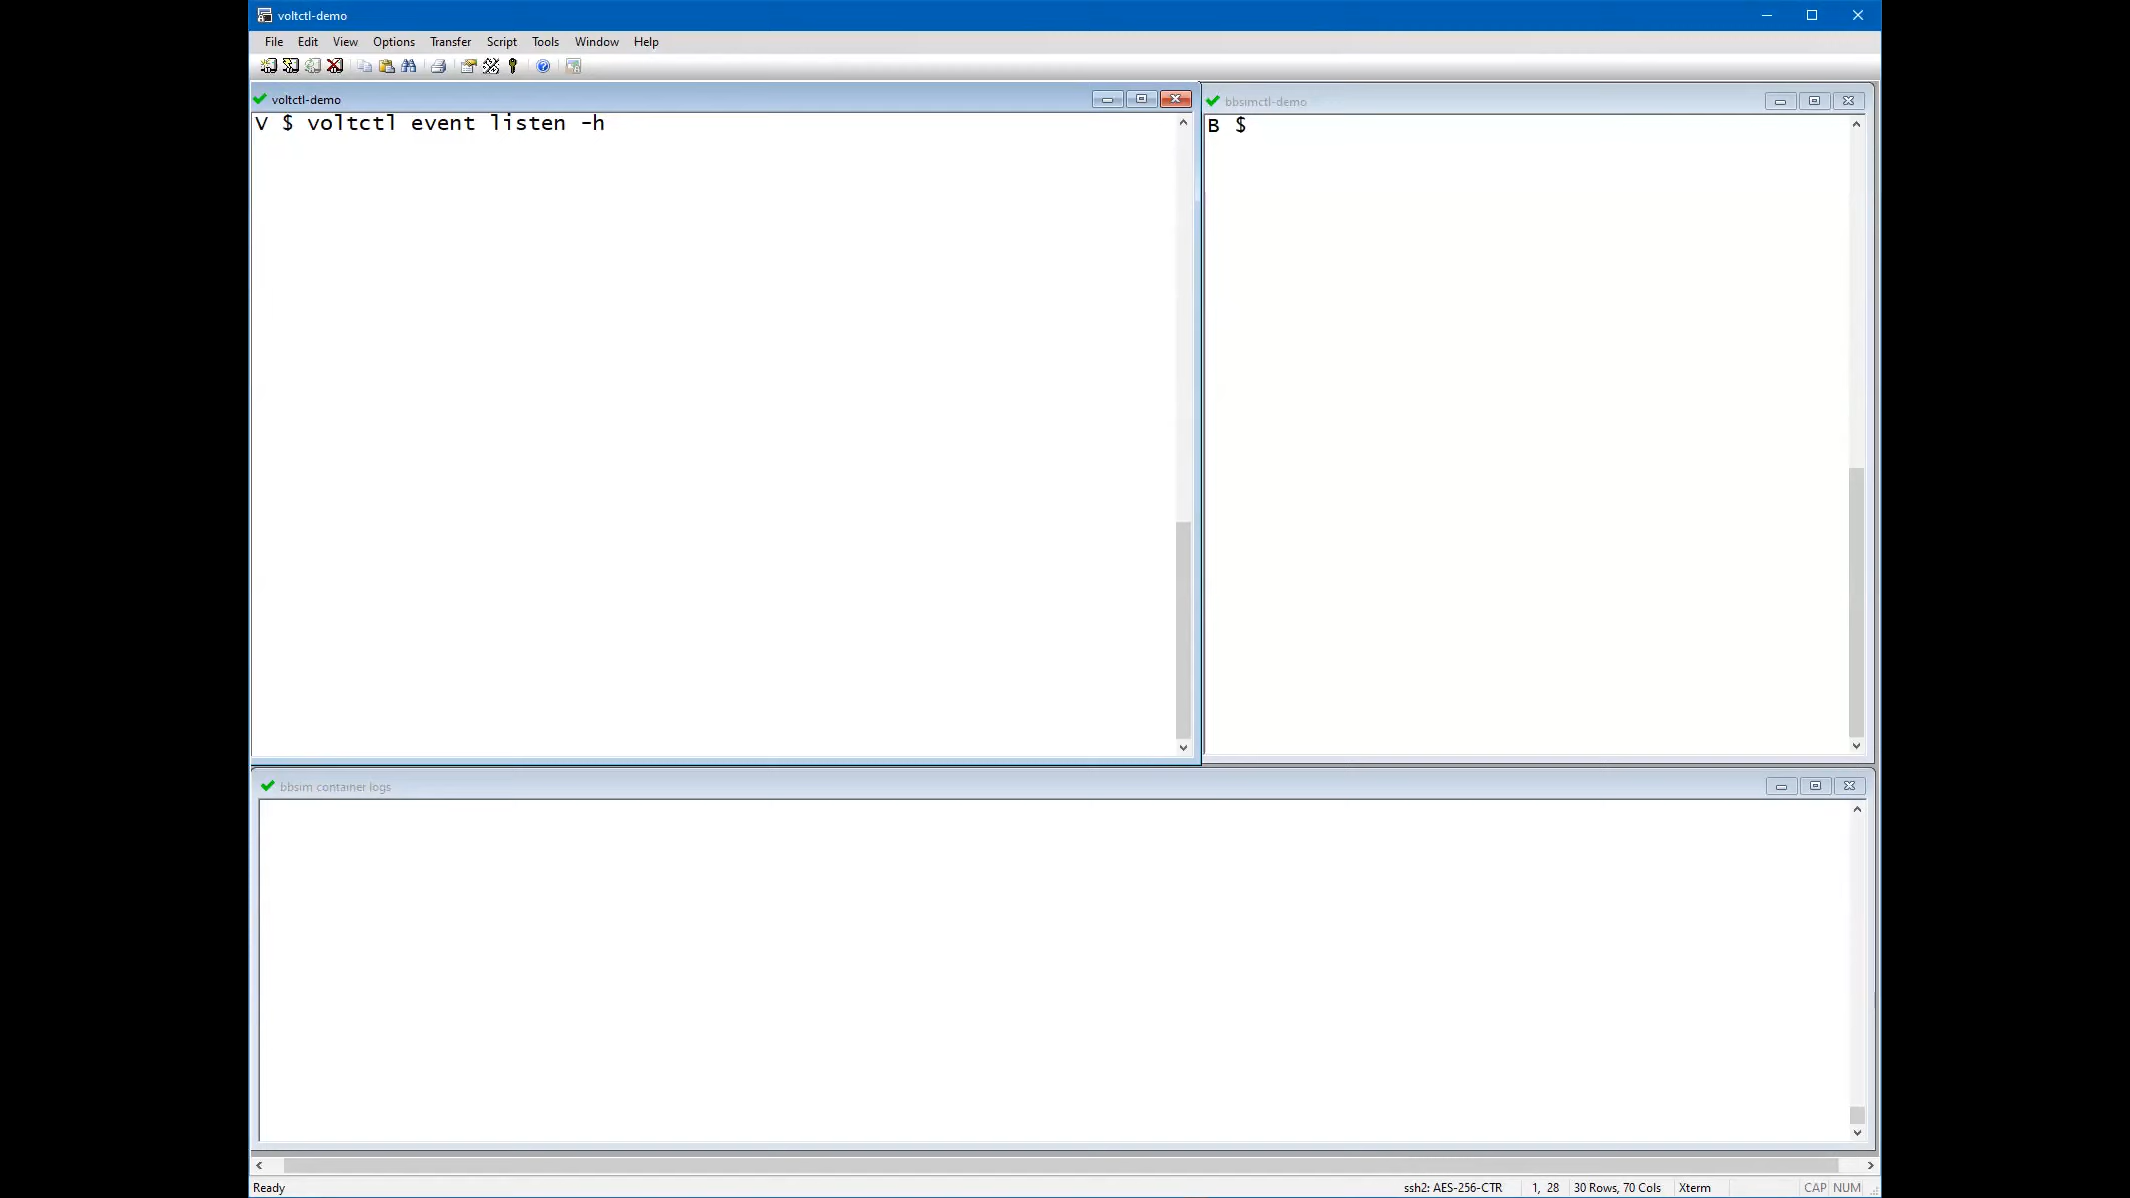 voltctl-demo
File Edit View Options Transfer Script Tools Window Help
voltctl-demo
V $ voltctl event listen -h
bbsimctl-demo
B $
bbsim container logs
Ready ssh2: AES-256-CTR 1, 28 30 Rows, 70 Cols Xterm CAP NUM